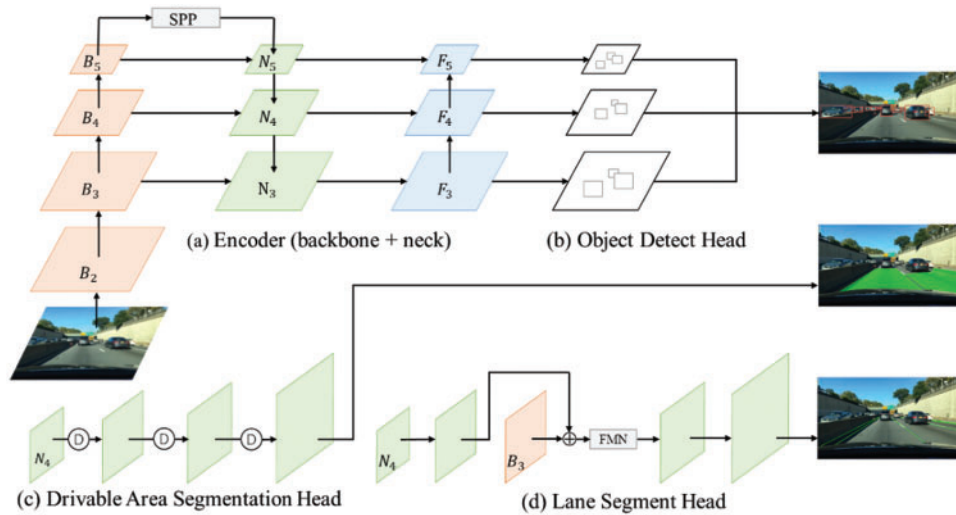 SPP
B5 N5 F5
B4 N4 F4
B3 N3 F3
(a) Encoder (backbone + neck) (b) Object Detect Head
B2
D D D
N4
N4 B3 FMN
(c) Drivable Area Segmentation Head (d) Lane Segment Head